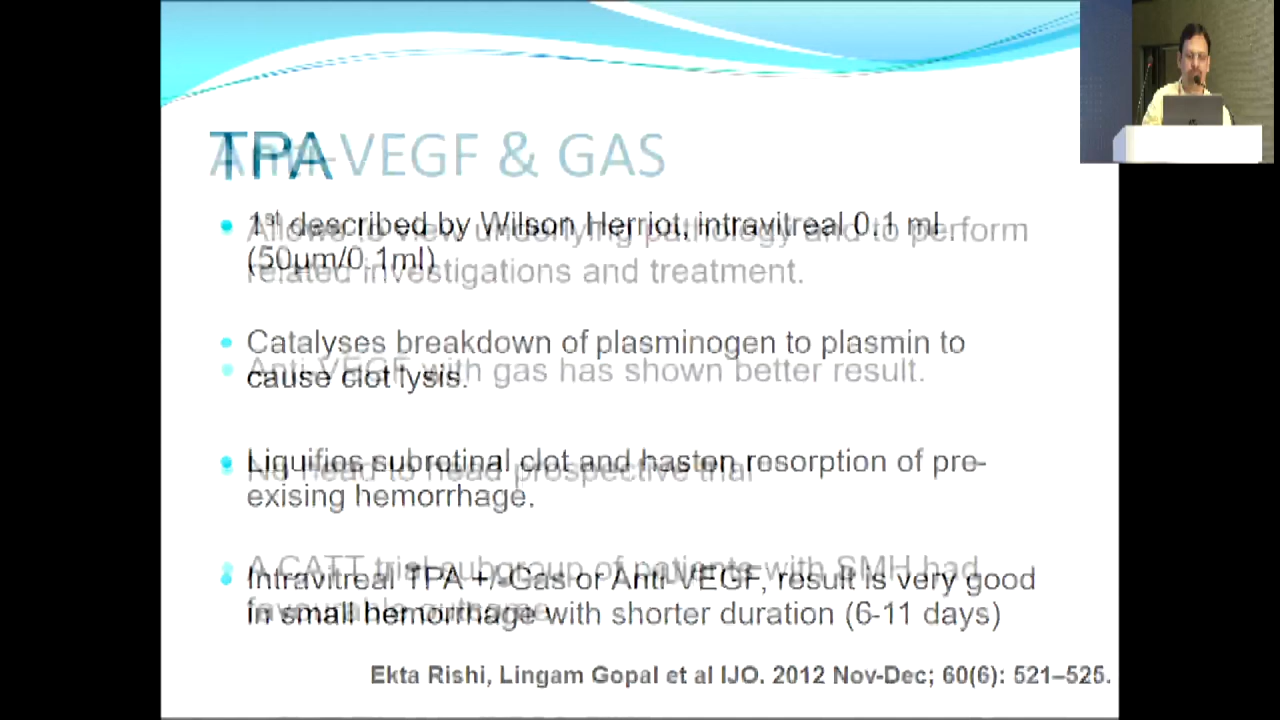 TPA
Anti-VEGF & GAS
1st described by Wilson Herriot, intravitreal 0.1 ml
(50µm/0.1ml)
Allows to view underlying pathology and to perform
related investigations and treatment.
Catalyses breakdown of plasminogen to plasmin to
cause clot lysis.
Anti-VEGF with gas has shown better result.
Liquifies subretinal clot and hasten resorption of pre-
exising hemorrhage.
No head to head prospective trial
A CATT trial subgroup of patients with SMH had
favourable outcome
Intravitreal TPA +/-Gas or Anti-VEGF, result is very good
in small hemorrhage with shorter duration (6-11 days)
Ekta Rishi, Lingam Gopal et al IJO. 2012 Nov-Dec; 60(6): 521–525.